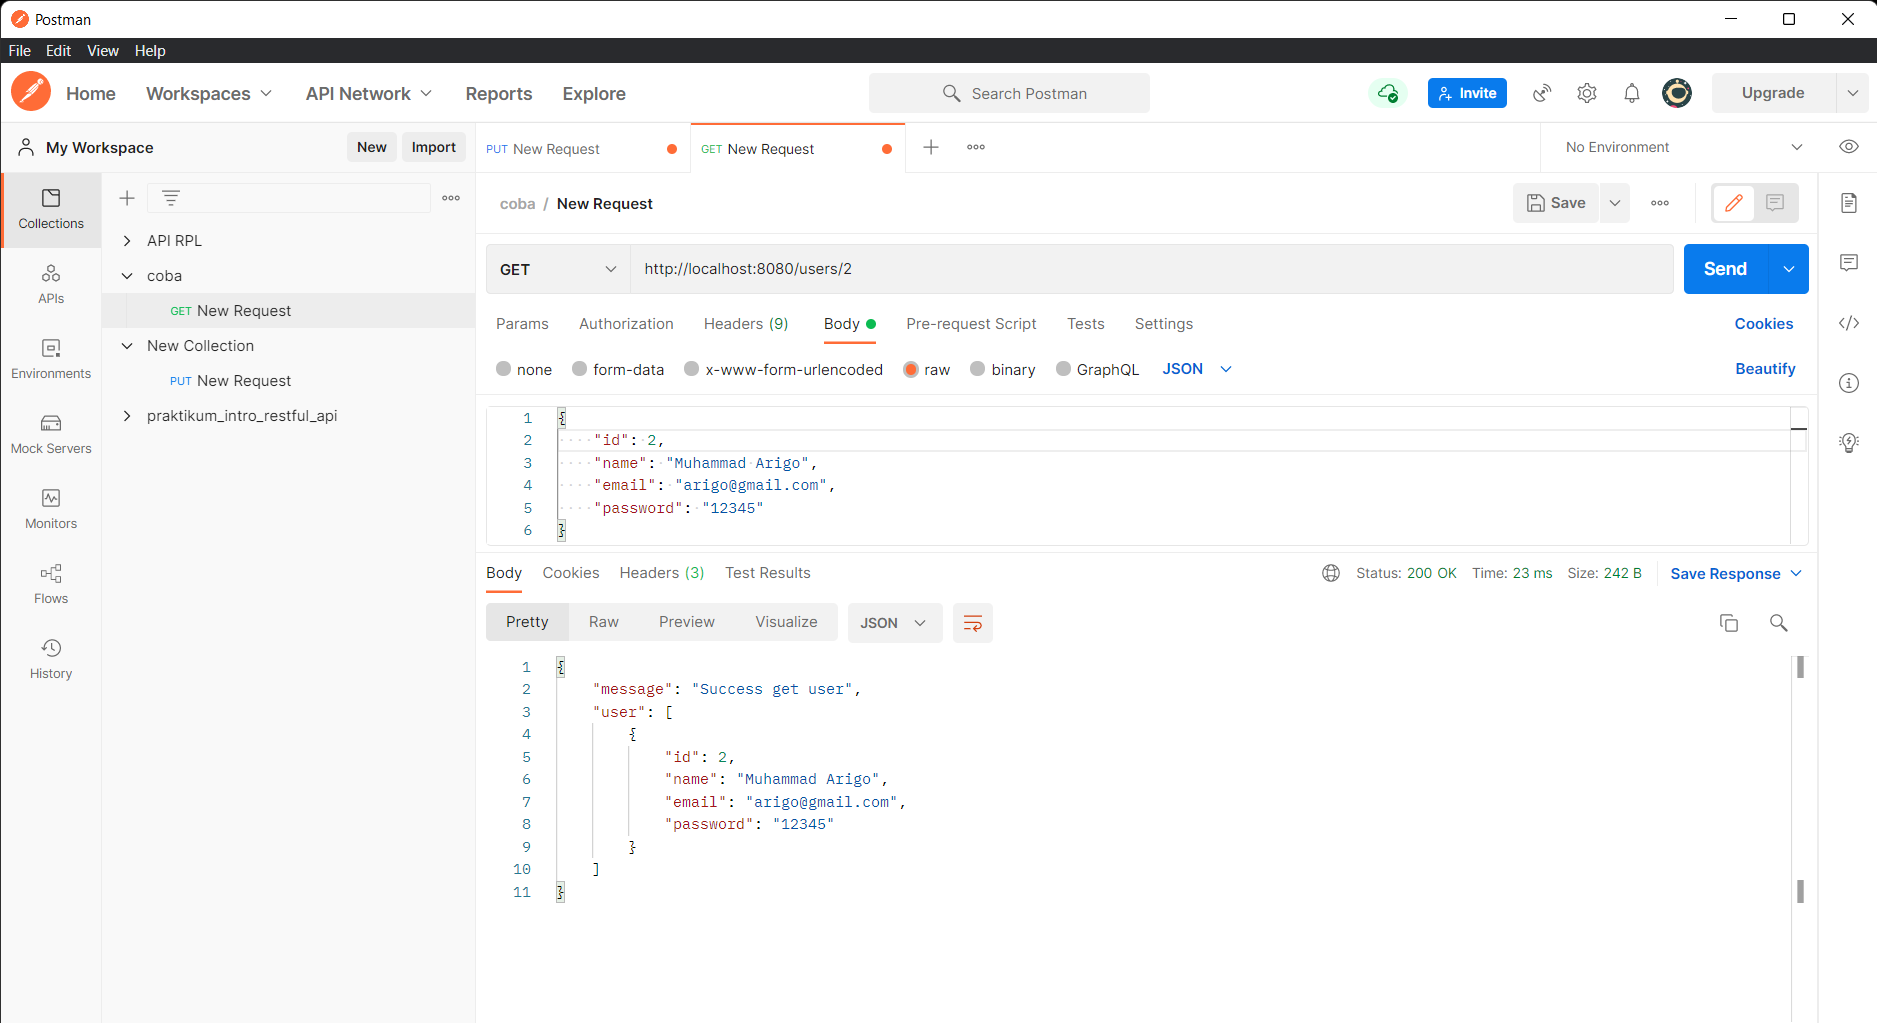 Postman
File Edit View Help
Home Workspaces API Network Reports Explore Search Postman Invite Upgrade
My Workspace New Import
PUT New Request GET New Request No Environment
Collections
APIs
Environments
Mock Servers
Monitors
Flows
History
API RPL
coba
GET New Request
New Collection
PUT New Request
praktikum_intro_restful_api
coba / New Request Save
GET http://localhost:8080/users/2 Send
Params Authorization Headers (9) Body Pre-request Script Tests Settings Cookies
none form-data x-www-form-urlencoded raw binary GraphQL JSON Beautify
1 {
2 "id": 2,
3 "name": "Muhammad Arigo",
4 "email": "arigo@gmail.com",
5 "password": "12345"
6 }
Body Cookies Headers (3) Test Results Status: 200 OK Time: 23 ms Size: 242 B Save Response
Pretty Raw Preview Visualize JSON
1 {
2 "message": "Success get user",
3 "user": [
4 {
5 "id": 2,
6 "name": "Muhammad Arigo",
7 "email": "arigo@gmail.com",
8 "password": "12345"
9 }
10 ]
11 }